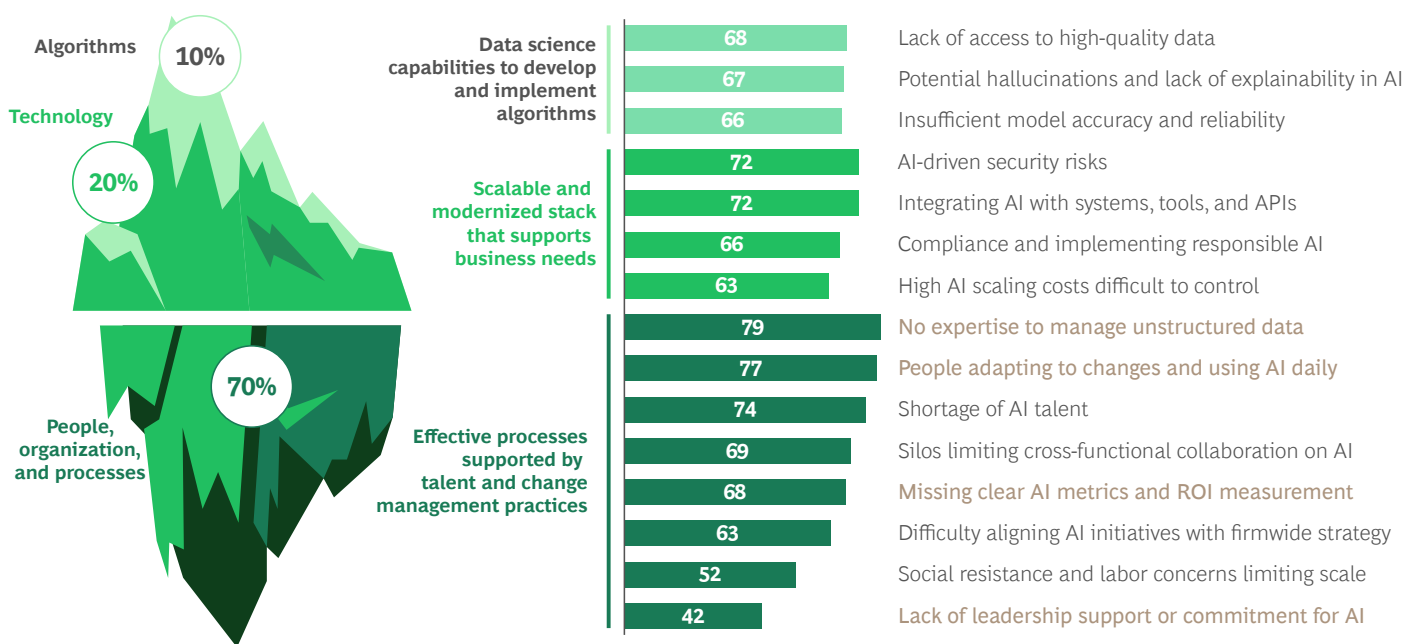 Algorithms
10%
Technology
20%
70%
People,
organization,
and processes
Data science
capabilities to develop
and implement
algorithms
68 Lack of access to high-quality data
67 Potential hallucinations and lack of explainability in AI
66 Insufficient model accuracy and reliability
Scalable and
modernized stack
that supports
business needs
72 AI-driven security risks
72 Integrating AI with systems, tools, and APIs
66 Compliance and implementing responsible AI
63 High AI scaling costs difficult to control
Effective processes
supported by
talent and change
management practices
79 No expertise to manage unstructured data
77 People adapting to changes and using AI daily
74 Shortage of AI talent
69 Silos limiting cross-functional collaboration on AI
68 Missing clear AI metrics and ROI measurement
63 Difficulty aligning AI initiatives with firmwide strategy
52 Social resistance and labor concerns limiting scale
42 Lack of leadership support or commitment for AI